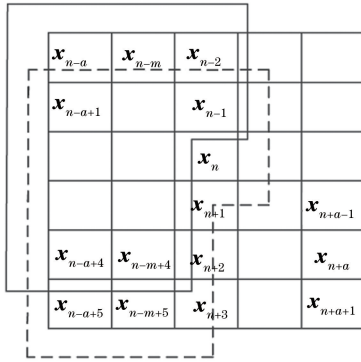 x_{n-a} x_{n-m} x_{n-2}
x_{n-a+1} x_{n-1}
x_n
x_{n+1} x_{n+a-1}
x_{n-a+4} x_{n-m+4} x_{n+2} x_{n+a}
x_{n-a+5} x_{n-m+5} x_{n+3} x_{n+a+1}